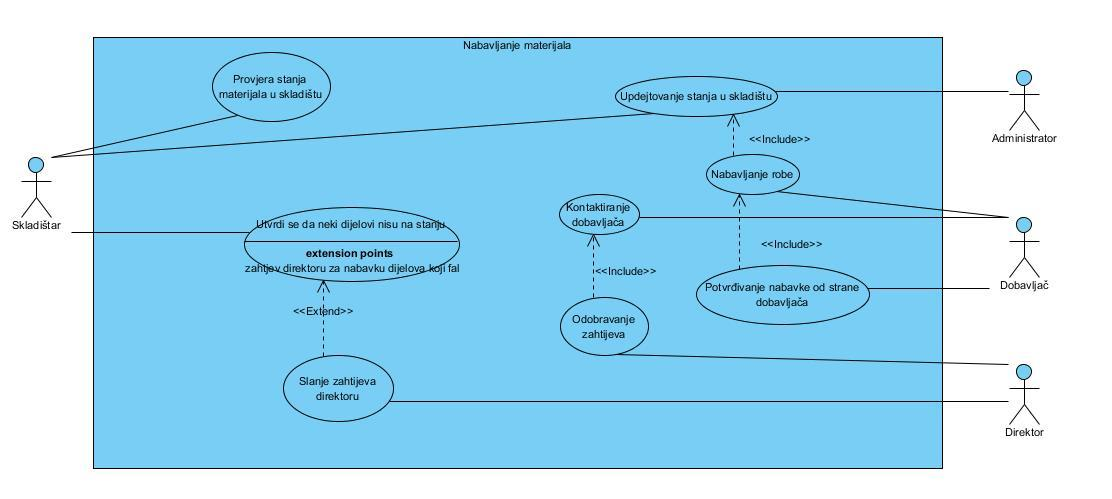 Nabavljanje materijala
Provjera stanja
materijala u skladištu
Updejtovanje stanja u skladištu
Administrator
<<Include>>
Nabavljanje robe
Skladištar
Kontaktiranje
dobavljača
Utvrdi se da neki dijelovi nisu na stanju
extension points
zahtjev direktoru za nabavku dijelova koji fal
<<Include>>
<<Include>>
Dobavljač
Potvrđivanje nabavke od strane
dobavljača
<<Extend>>
Odobravanje
zahtijeva
Slanje zahtijeva
direktoru
Direktor